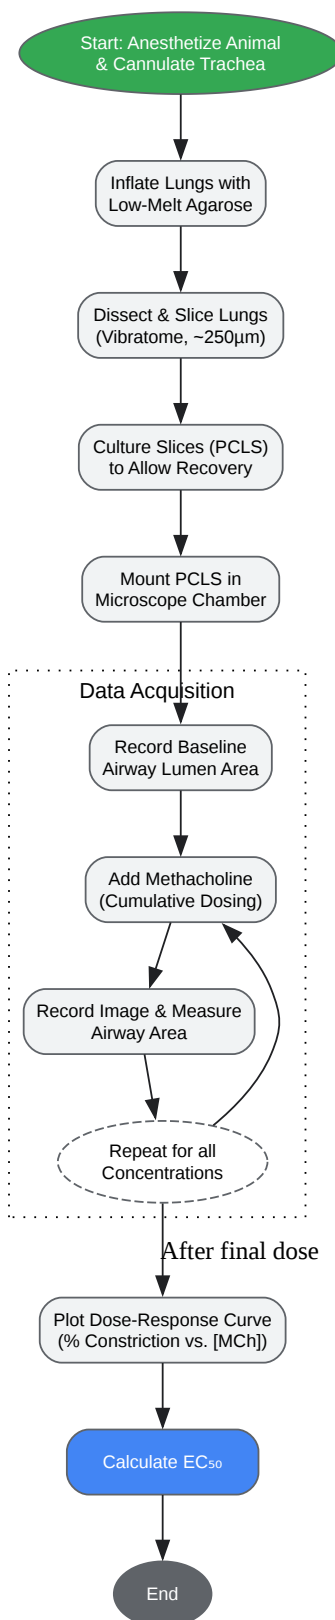 Start: Anesthetize Animal
& Cannulate Trachea
Inflate Lungs with
Low-Melt Agarose
Dissect & Slice Lungs
(Vibratome, ~250µm)
Culture Slices (PCLS)
to Allow Recovery
Mount PCLS in
Microscope Chamber
Data Acquisition
Record Baseline
Airway Lumen Area
Add Methacholine
(Cumulative Dosing)
Record Image & Measure
Airway Area
Repeat for all
Concentrations
After final dose
Plot Dose-Response Curve
(% Constriction vs. [MCh])
Calculate EC₅₀
End